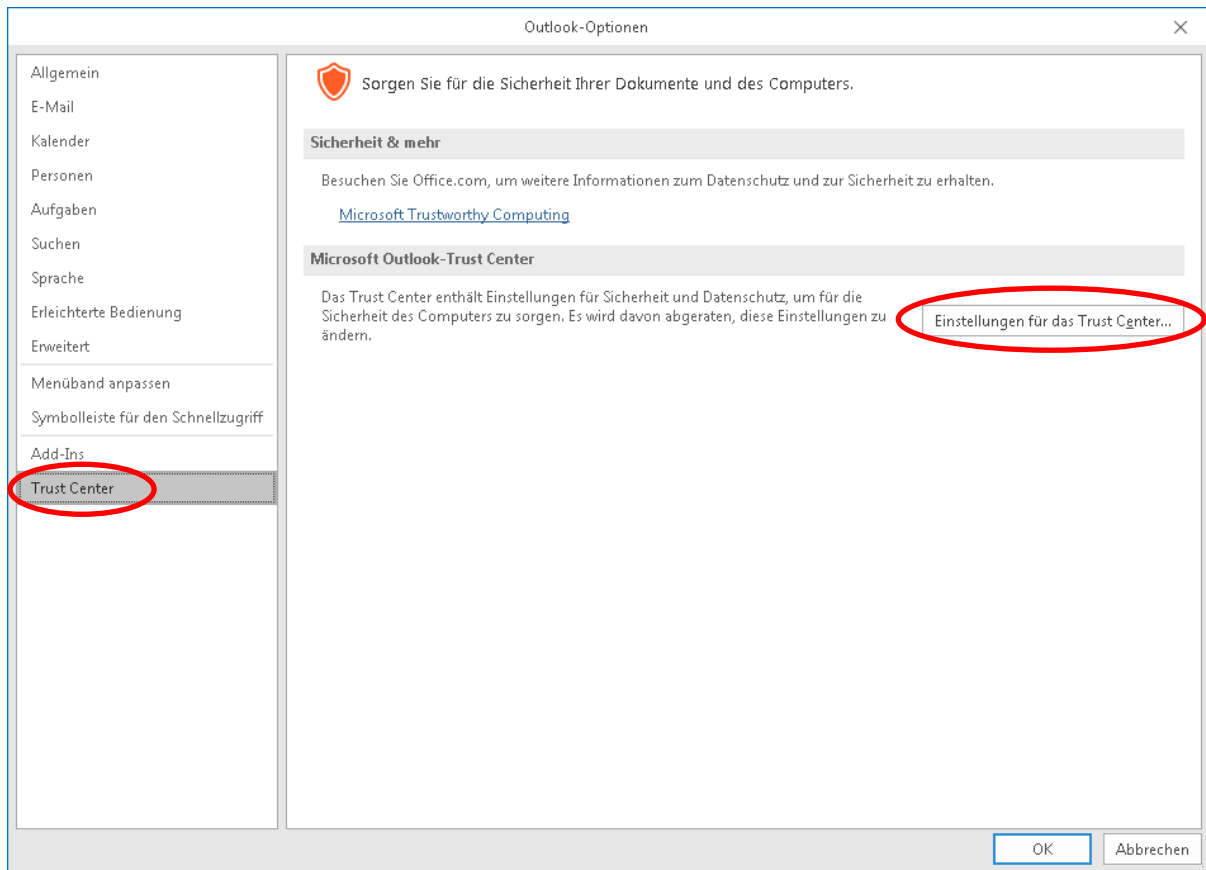 Outlook-Optionen
Allgemein
E-Mail
Kalender
Personen
Aufgaben
Suchen
Sprache
Erleichterte Bedienung
Erweitert
Menüband anpassen
Symbolleiste für den Schnellzugriff
Add-Ins
Trust Center
Sorgen Sie für die Sicherheit Ihrer Dokumente und des Computers.
Sicherheit & mehr
Besuchen Sie Office.com, um weitere Informationen zum Datenschutz und zur Sicherheit zu erhalten.
Microsoft Trustworthy Computing
Microsoft Outlook-Trust Center
Das Trust Center enthält Einstellungen für Sicherheit und Datenschutz, um für die
Sicherheit des Computers zu sorgen. Es wird davon abgeraten, diese Einstellungen zu
ändern.
Einstellungen für das Trust Center...
OK
Abbrechen